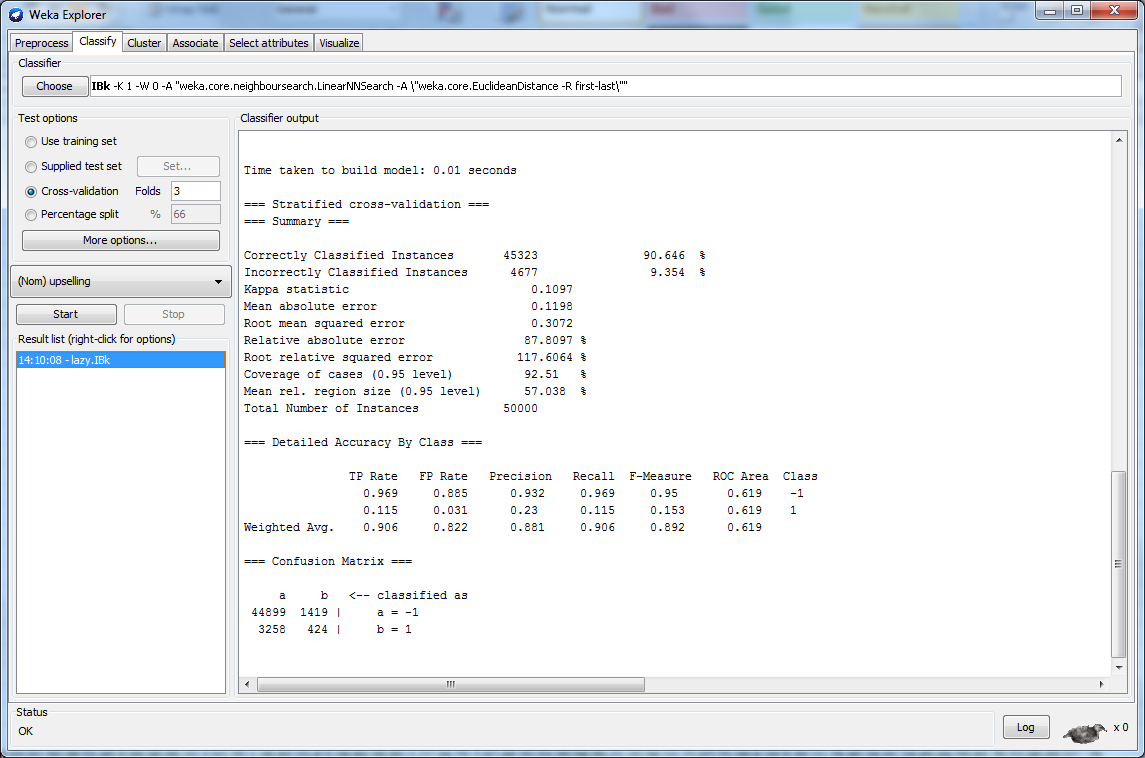 Weka Explorer
Preprocess Classify Cluster Associate Select attributes Visualize
Classifier
Choose IBk -K 1 -W 0 -A "weka.core.neighboursearch.LinearNNSearch -A \"weka.core.EuclideanDistance -R first-last\""
Test options
Use training set
Supplied test set Set...
Cross-validation Folds 3
Percentage split % 66
More options...
(Nom) upselling
Start Stop
Result list (right-click for options)
14:10:08 - lazy.IBk
Classifier output
Time taken to build model: 0.01 seconds
=== Stratified cross-validation ===
=== Summary ===
Correctly Classified Instances 45323 90.646 %
Incorrectly Classified Instances 4677 9.354 %
Kappa statistic 0.1097
Mean absolute error 0.1198
Root mean squared error 0.3072
Relative absolute error 87.8097 %
Root relative squared error 117.6064 %
Coverage of cases (0.95 level) 92.51 %
Mean rel. region size (0.95 level) 57.038 %
Total Number of Instances 50000
=== Detailed Accuracy By Class ===
TP Rate FP Rate Precision Recall F-Measure ROC Area Class
0.969 0.885 0.932 0.969 0.95 0.619 -1
0.115 0.031 0.23 0.115 0.153 0.619 1
Weighted Avg. 0.906 0.822 0.881 0.906 0.892 0.619
=== Confusion Matrix ===
a b <-- classified as
44899 1419 | a = -1
3258 424 | b = 1
Status
OK
Log x 0